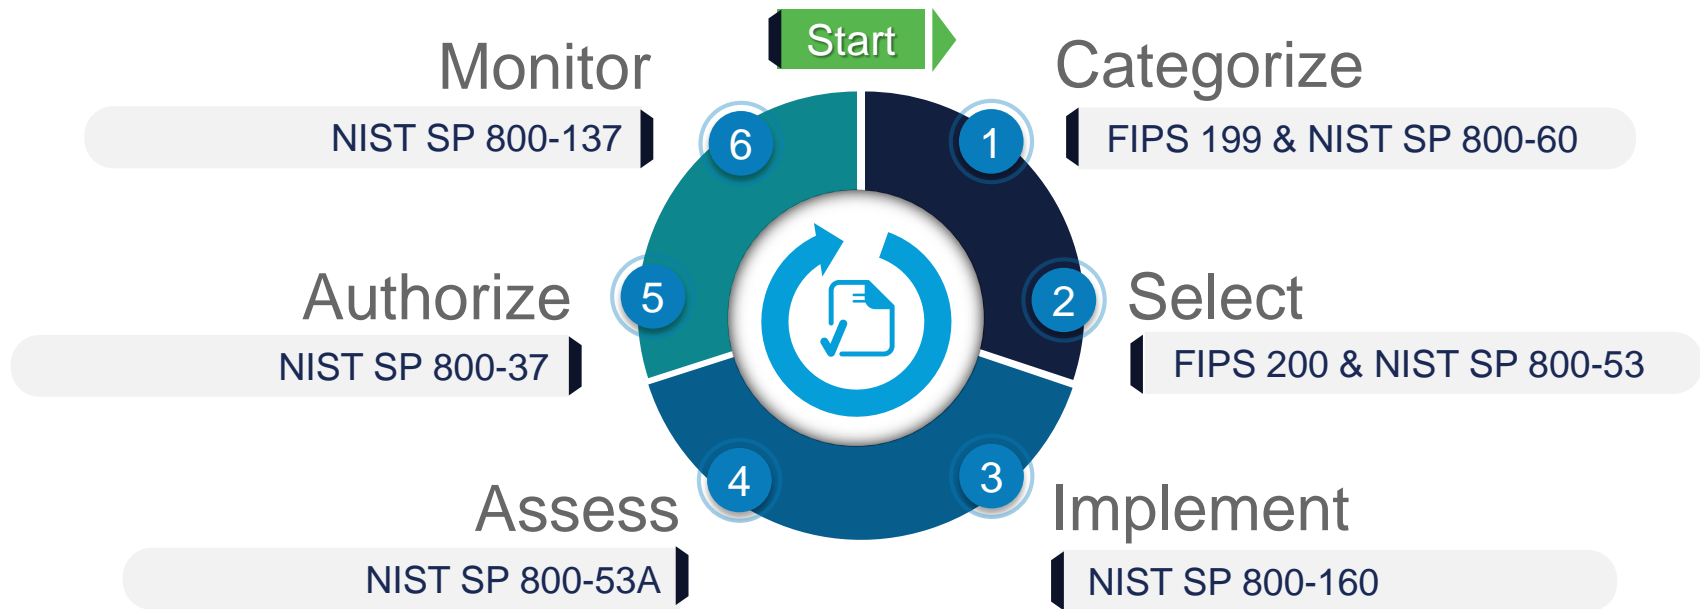 Start
1
Categorize
FIPS 199 & NIST SP 800-60
2
Select
FIPS 200 & NIST SP 800-53
3
Implement
NIST SP 800-160
4
Assess
NIST SP 800-53A
5
Authorize
NIST SP 800-37
6
Monitor
NIST SP 800-137